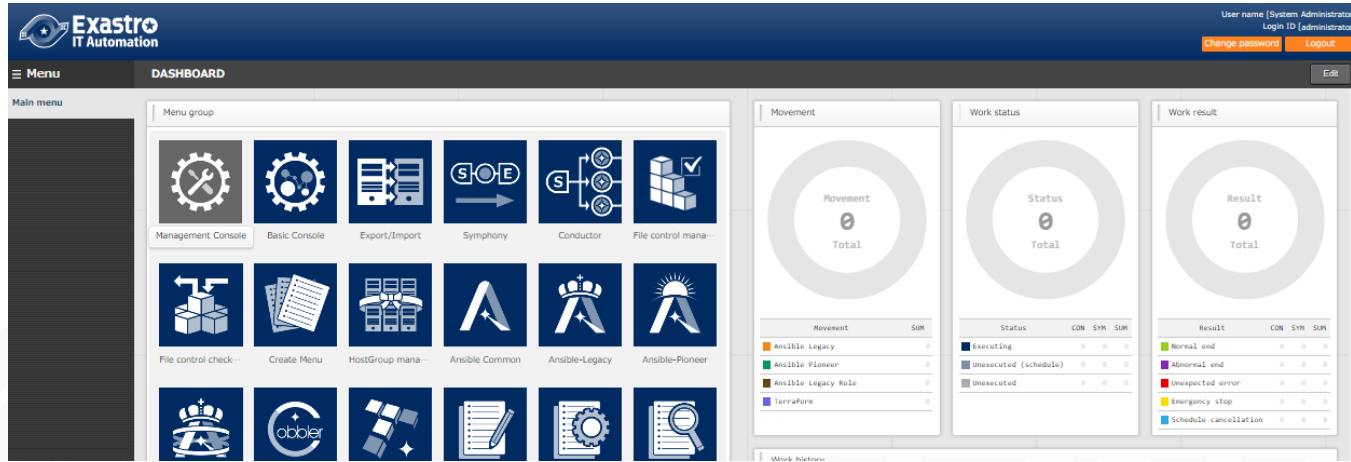 Exastro
IT Automation
User name [System Administrator
Login ID [administrator
Change password
Logout
Menu
DASHBOARD
Edit
Main menu
Menu group
Management Console
Basic Console
Export/Import
Symphony
Conductor
File control mana…
File control check…
Create Menu
HostGroup mana…
Ansible Common
Ansible-Legacy
Ansible-Pioneer
S O E
S
Cobbler
Movement
Movement
0
Total
Movement SUM
Ansible Legacy 0
Ansible Pioneer 0
Ansible Legacy Role 0
Terraform 0
Work status
Status
0
Total
Status CON SYM SUM
Executing 0 0 0
Unexecuted (schedule) 0 0 0
Unexecuted 0 0 0
Work result
Result
0
Total
Result CON SYM SUM
Normal end 0 0 0
Abnormal end 0 0 0
Unexpected error 0 0 0
Emergency stop 0 0 0
Schedule cancellation 0 0 0
Work history